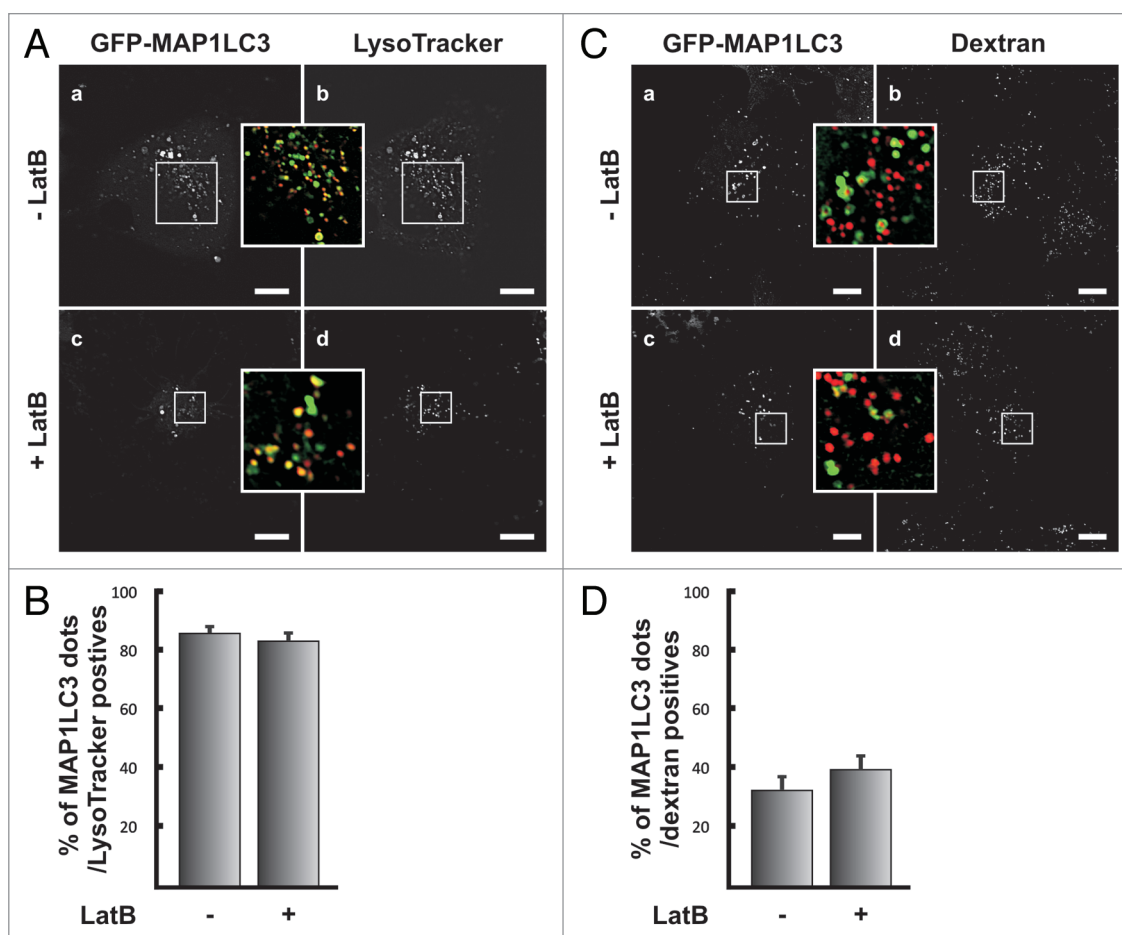 A
GFP-MAP1LC3 LysoTracker
- LatB
a
b
+ LatB
c
d
B
% of MAP1LC3 dots
/LysoTracker postives
100
80
60
40
20
LatB - +
C
GFP-MAP1LC3 Dextran
- LatB
a
b
+ LatB
c
d
D
% of MAP1LC3 dots
/dextran positives
100
80
60
40
20
LatB - +